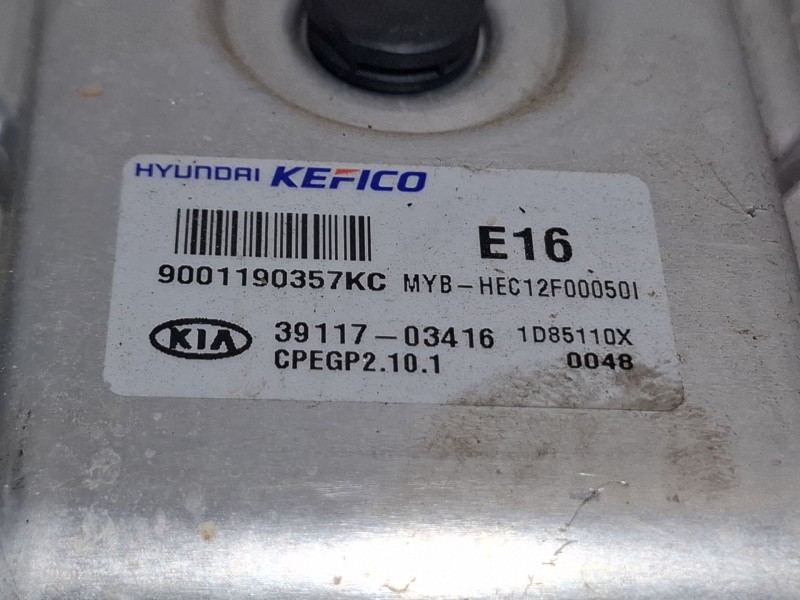 HYUNDAI KEFICO
E16
9001190357KC MYB-HEC12F00050I
KIA 39117-03416 1D85110X
CPEGP2.10.1 0048